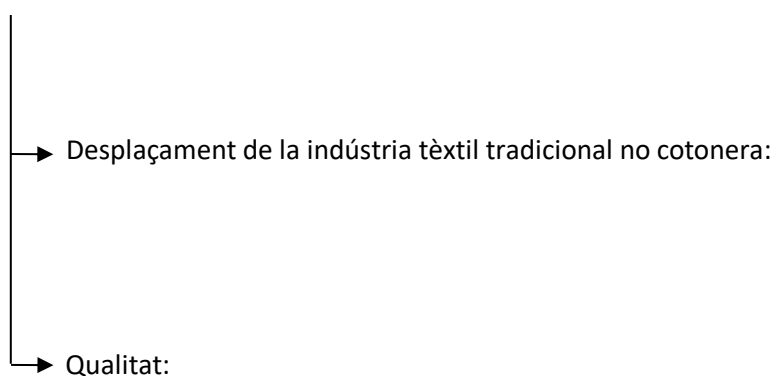 Desplaçament de la indústria tèxtil tradicional no cotonera:
Qualitat: